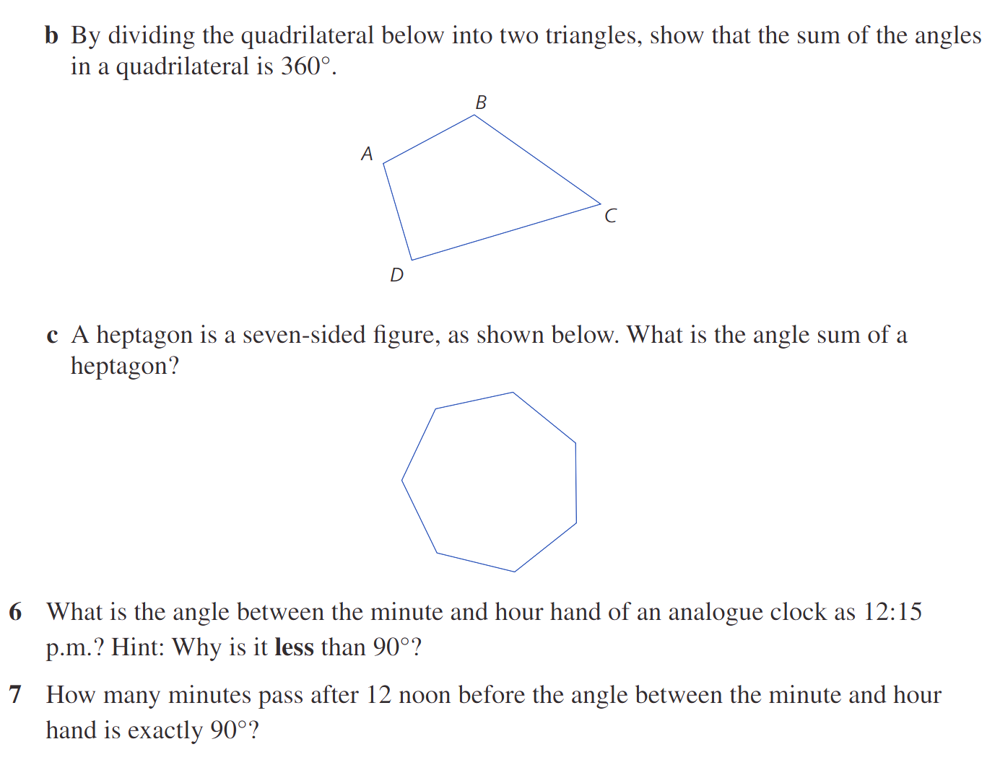 b By dividing the quadrilateral below into two triangles, show that the sum of the angles
in a quadrilateral is 360°.
B
A
C
D
c A heptagon is a seven-sided figure, as shown below. What is the angle sum of a
heptagon?
6 What is the angle between the minute and hour hand of an analogue clock as 12:15
p.m.? Hint: Why is it less than 90°?
7 How many minutes pass after 12 noon before the angle between the minute and hour
hand is exactly 90°?